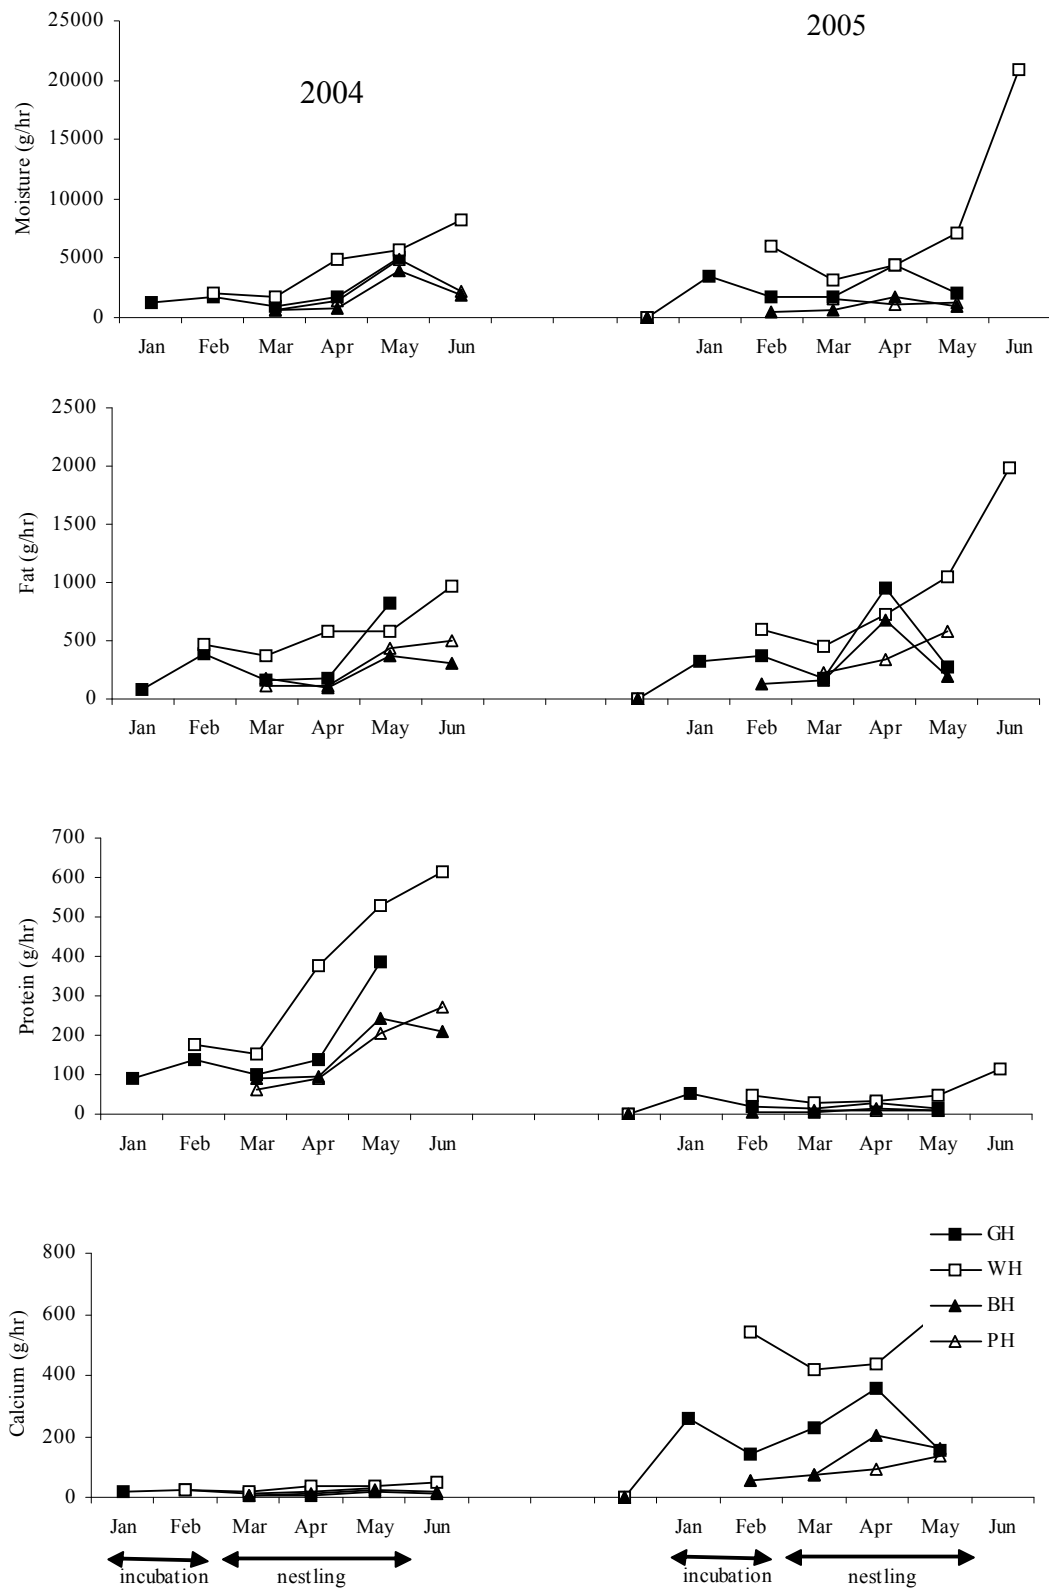 2004
2005
Moisture (g/hr)
25000
20000
15000
10000
5000
0
Jan Feb Mar Apr May Jun Jan Feb Mar Apr May Jun
Fat (g/hr)
2500
2000
1500
1000
500
0
Jan Feb Mar Apr May Jun Jan Feb Mar Apr May Jun
Protein (g/hr)
700
600
500
400
300
200
100
0
Jan Feb Mar Apr May Jun Jan Feb Mar Apr May Jun
Calcium (g/hr)
800
600
400
200
0
GH
WH
BH
PH
Jan Feb Mar Apr May Jun Jan Feb Mar Apr May Jun
incubation nestling incubation nestling